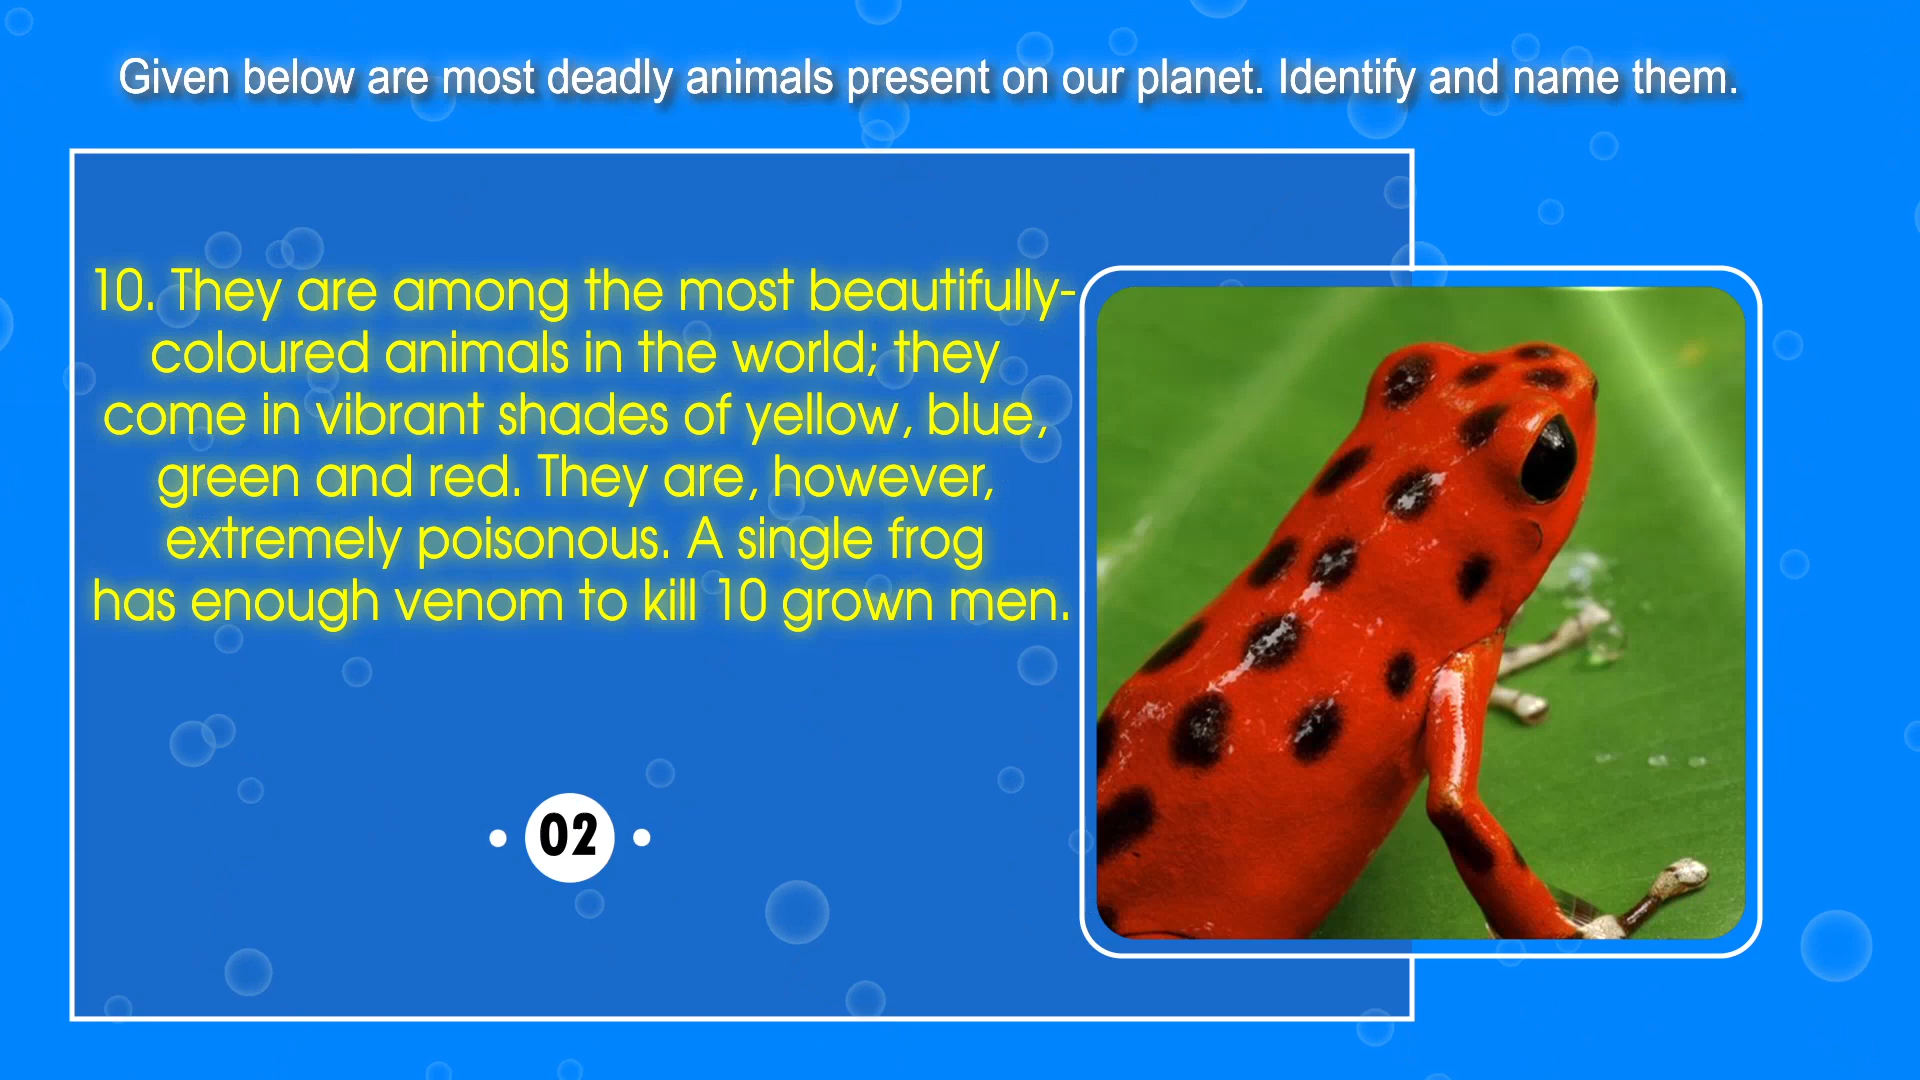 Given below are most deadly animals present on our planet. Identify and name them.
10. They are among the most beautifully-
coloured animals in the world; they
come in vibrant shades of yellow, blue,
green and red. They are, however,
extremely poisonous. A single frog
has enough venom to kill 10 grown men.
02